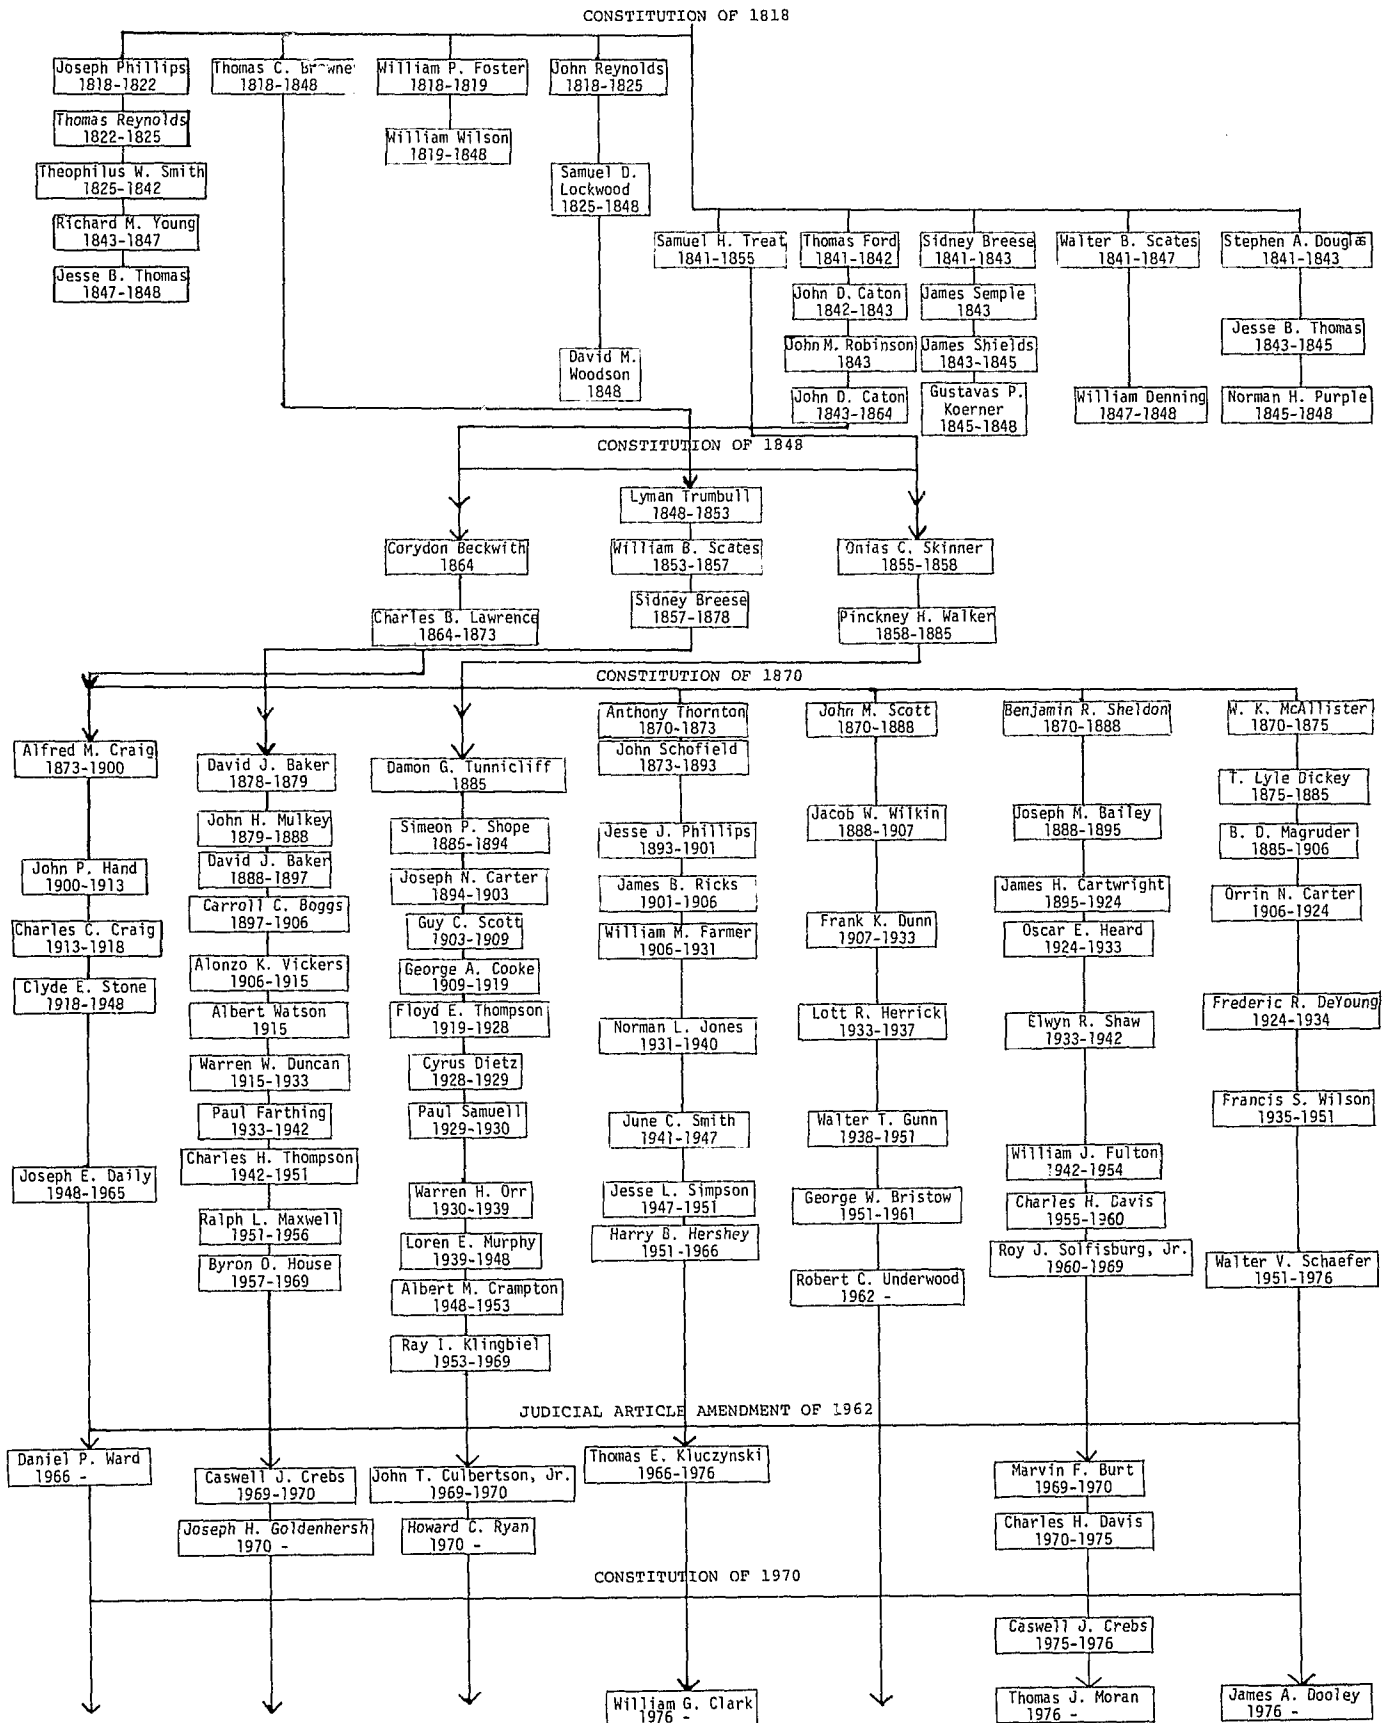 CONSTITUTION OF 1818
Joseph Phillips
1818-1822
Thomas Reynolds
1822-1825
Theophilus W. Smith
1825-1842
Richard M. Young
1843-1847
Jesse B. Thomas
1847-1848
Thomas C. Browne
1818-1848
William P. Foster
1818-1819
William Wilson
1819-1848
John Reynolds
1818-1825
Samuel D.
Lockwood
1825-1848
David M.
Woodson
1848
Samuel H. Treat
1841-1855
Thomas Ford
1841-1842
John D. Caton
1842-1843
John M. Robinson
1843
John D. Caton
1843-1864
Sidney Breese
1841-1843
James Semple
1843
James Shields
1843-1845
Gustavas P.
Koerner
1845-1848
Walter B. Scates
1841-1847
William Denning
1847-1848
Stephen A. Douglas
1841-1843
Jesse B. Thomas
1843-1845
Norman H. Purple
1845-1848
CONSTITUTION OF 1848
Corydon Beckwith
1864
Charles B. Lawrence
1864-1873
Lyman Trumbull
1848-1853
William B. Scates
1853-1857
Sidney Breese
1857-1878
Onias C. Skinner
1855-1858
Pinckney H. Walker
1858-1885
CONSTITUTION OF 1870
Alfred M. Craig
1873-1900
John P. Hand
1900-1913
Charles C. Craig
1913-1918
Clyde E. Stone
1918-1948
Joseph E. Daily
1948-1965
David J. Baker
1878-1879
John H. Mulkey
1879-1888
David J. Baker
1888-1897
Carroll C. Boggs
1897-1906
Alonzo K. Vickers
1906-1915
Albert Watson
1915
Warren W. Duncan
1915-1933
Paul Farthing
1933-1942
Charles H. Thompson
1942-1951
Ralph L. Maxwell
1951-1956
Byron O. House
1957-1969
Damon G. Tunnicliff
1885
Simeon P. Shope
1885-1894
Joseph N. Carter
1894-1903
Guy C. Scott
1903-1909
George A. Cooke
1909-1919
Floyd E. Thompson
1919-1928
Cyrus Dietz
1928-1929
Paul Samuell
1929-1930
Warren H. Orr
1930-1939
Loren E. Murphy
1939-1948
Albert M. Crampton
1948-1953
Ray I. Klingbiel
1953-1969
Anthony Thornton
1870-1873
John Schofield
1873-1893
Jesse J. Phillips
1893-1901
James B. Ricks
1901-1906
William M. Farmer
1906-1931
Norman L. Jones
1931-1940
June C. Smith
1941-1947
Jesse L. Simpson
1947-1951
Harry B. Hershey
1951-1966
John M. Scott
1870-1888
Jacob W. Wilkin
1888-1907
Frank K. Dunn
1907-1933
Lott R. Herrick
1933-1937
Walter T. Gunn
1938-1951
George W. Bristow
1951-1961
Robert C. Underwood
1962 -
Benjamin R. Sheldon
1870-1888
Joseph M. Bailey
1888-1895
James H. Cartwright
1895-1924
Oscar E. Heard
1924-1933
Elwyn R. Shaw
1933-1942
William J. Fulton
1942-1954
Charles H. Davis
1955-1960
Roy J. Solfisburg, Jr.
1960-1969
W. K. McAllister
1870-1875
T. Lyle Dickey
1875-1885
B. D. Magruder
1885-1906
Orrin N. Carter
1906-1924
Frederic R. DeYoung
1924-1934
Francis S. Wilson
1935-1951
Walter V. Schaefer
1951-1976
JUDICIAL ARTICLE AMENDMENT OF 1962
Daniel P. Ward
1966 -
Caswell J. Crebs
1969-1970
Joseph H. Goldenhersh
1970 -
John T. Culbertson, Jr.
1969-1970
Howard C. Ryan
1970 -
Thomas E. Kluczynski
1966-1976
Marvin F. Burt
1969-1970
Charles H. Davis
1970-1975
CONSTITUTION OF 1970
Caswell J. Crebs
1975-1976
William G. Clark
1976 -
Thomas J. Moran
1976 -
James A. Dooley
1976 -